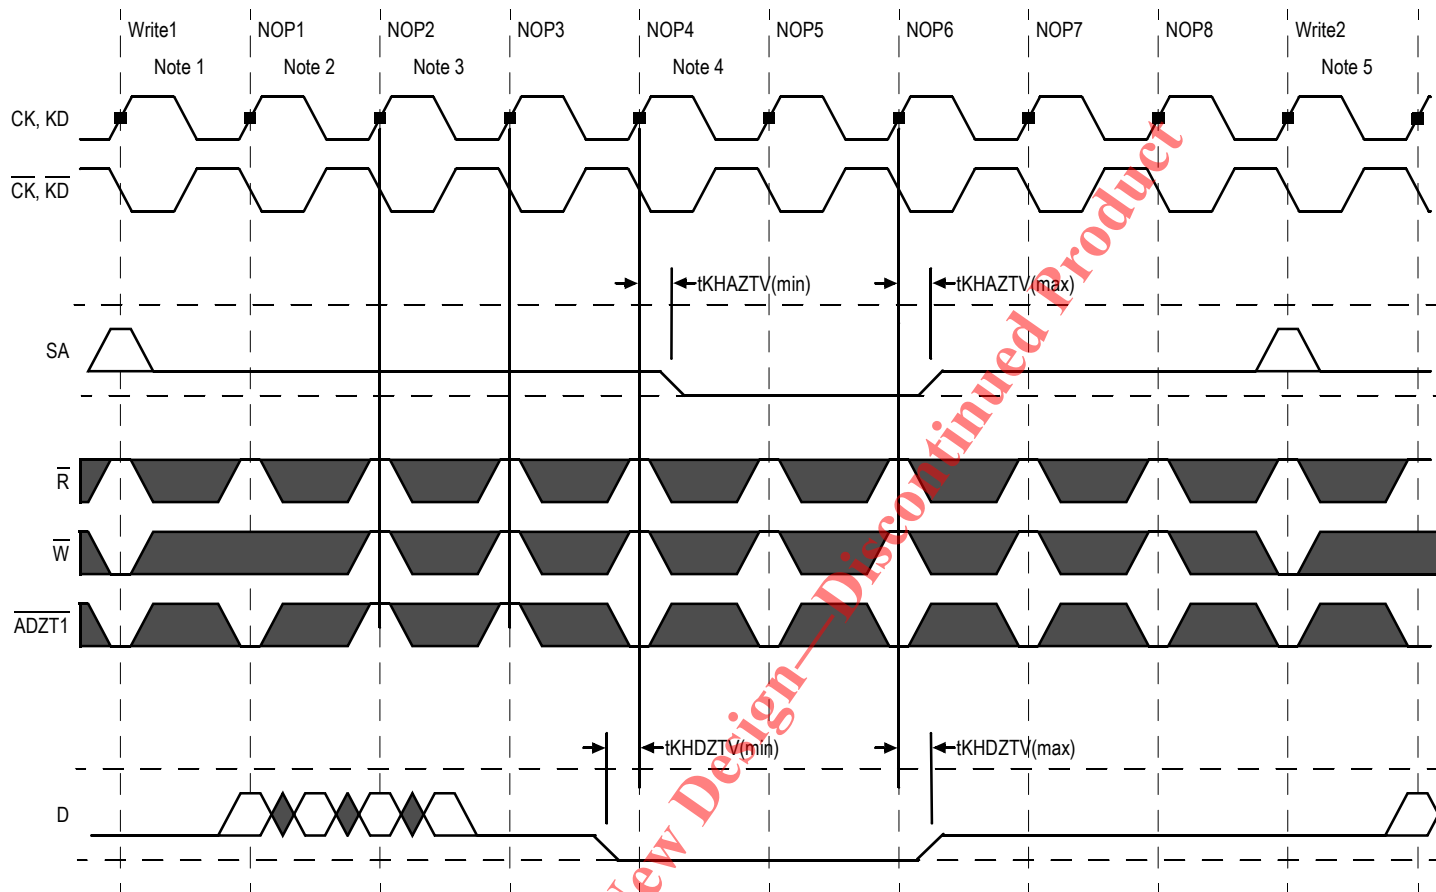 Write1 NOP1 NOP2 NOP3 NOP4 NOP5 NOP6 NOP7 NOP8 Write2
Note 1 Note 2 Note 3 Note 4 Note 5
CK, KD
CK, KD
tKHAZTV(min) tKHAZTV(max)
SA
R
W
ADZT1
tKHDZTV(min) tKHDZTV(max)
D
New Design—Discontinued Product